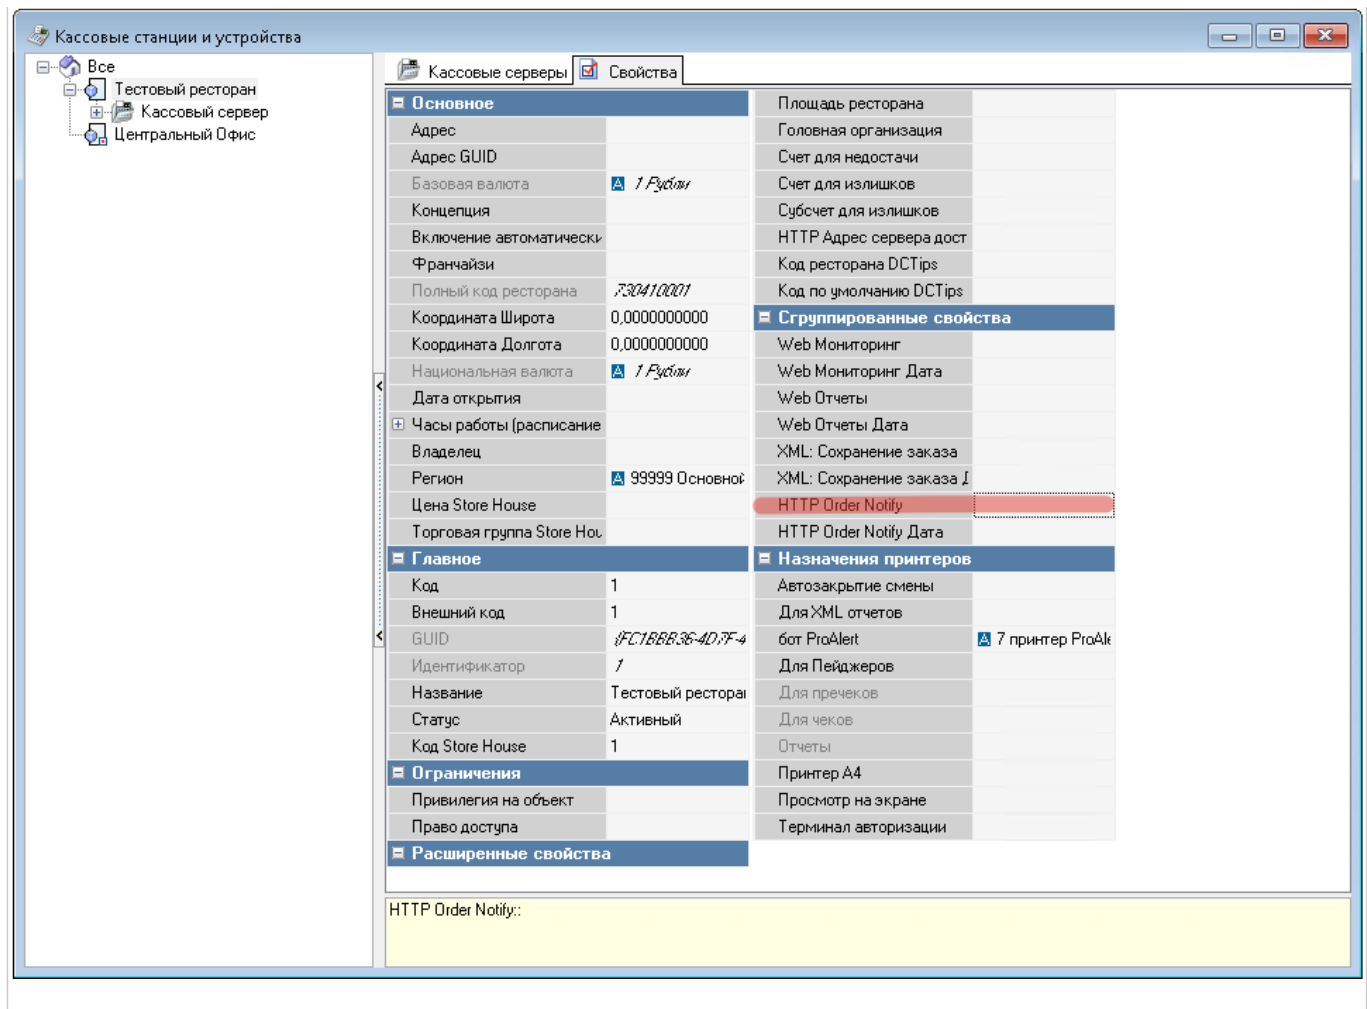 Кассовые станции и устройства
Все
Тестовый ресторан
Кассовый сервер
Центральный Офис
Кассовые серверы
Свойства
Основное
Адрес
Адрес GUID
Базовая валюта 1 Рубли
Концепция
Включение автоматически
Франчайзи
Полный код ресторана 730410001
Координата Широта 0,0000000000
Координата Долгота 0,0000000000
Национальная валюта 1 Рубли
Дата открытия
Часы работы (расписание
Владелец
Регион 99999 Основной
Цена Store House
Торговая группа Store Hou
Главное
Код 1
Внешний код 1
GUID {FC1BBB36-4D7F-4
Идентификатор 1
Название Тестовый ресторан
Статус Активный
Код Store House 1
Ограничения
Привилегия на объект
Право доступа
Расширенные свойства
Площадь ресторана
Головная организация
Счет для недостачи
Счет для излишков
Субсчет для излишков
HTTP Адрес сервера дост
Код ресторана DCTips
Код по умолчанию DCTips
Сгруппированные свойства
Web Мониторинг
Web Мониторинг Дата
Web Отчеты
Web Отчеты Дата
XML: Сохранение заказа
XML: Сохранение заказа Д
HTTP Order Notify
HTTP Order Notify Дата
Назначения принтеров
Автозакрытие смены
Для XML отчетов
бот ProAlert 7 принтер ProAle
Для Пейджеров
Для пречеков
Для чеков
Отчеты
Принтер А4
Просмотр на экране
Терминал авторизации
HTTP Order Notify::